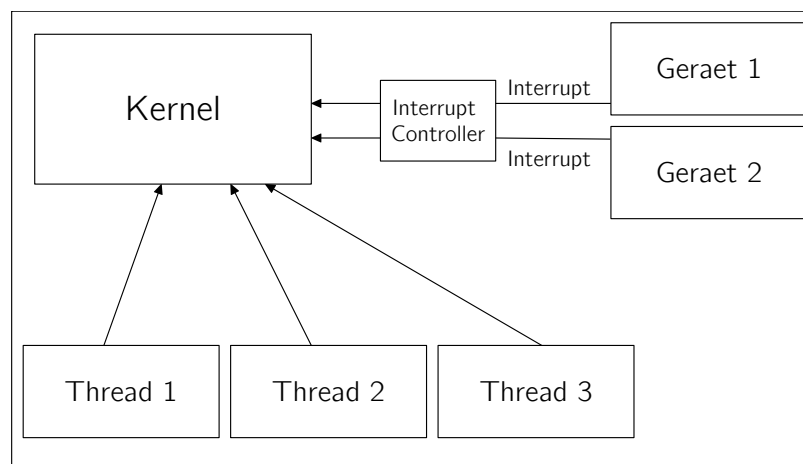 Kernel
Interrupt
Controller
Interrupt
Interrupt
Geraet 1
Geraet 2
Thread 1
Thread 2
Thread 3